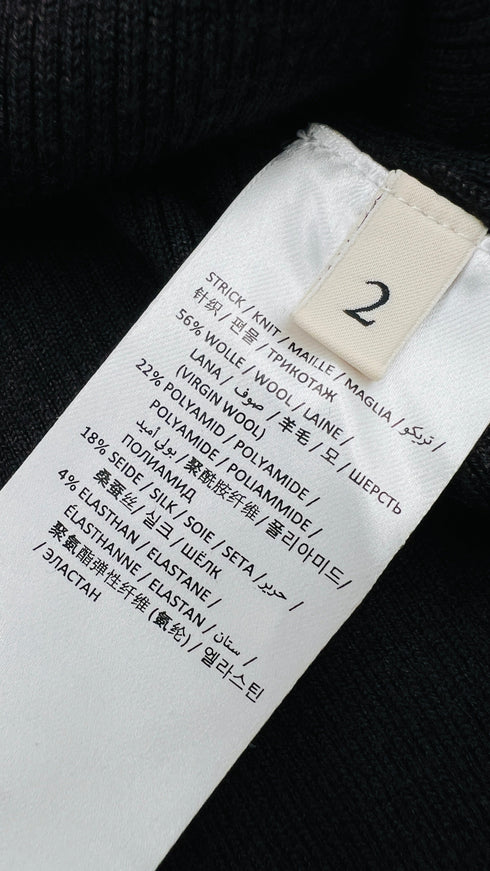 2
STRICK / KNIT / MAILLE / MAGLIA / تريكو /
针织 / 편물 / ТРИКОТАЖ
56% WOLLE / WOOL / LAINE /
LANA / صوف / 羊毛 / 모 / ШЕРСТЬ
(VIRGIN WOOL)
22% POLYAMID / POLYAMIDE /
POLYAMIDE / POLIAMMIDE /
بولي أميد / 聚酰胺纤维 / 폴리아미드/
ПОЛИАМИД
18% SEIDE / SILK / SOIE / SETA / حرير /
桑蚕丝 / 실크 / ШЁЛК
4% ELASTHAN / ELASTANE /
ÉLASTHANNE / ELASTAN / ستان /
聚氨酯弹性纤维 (氨纶) / 엘라스틴
/ ЭЛАСТАН